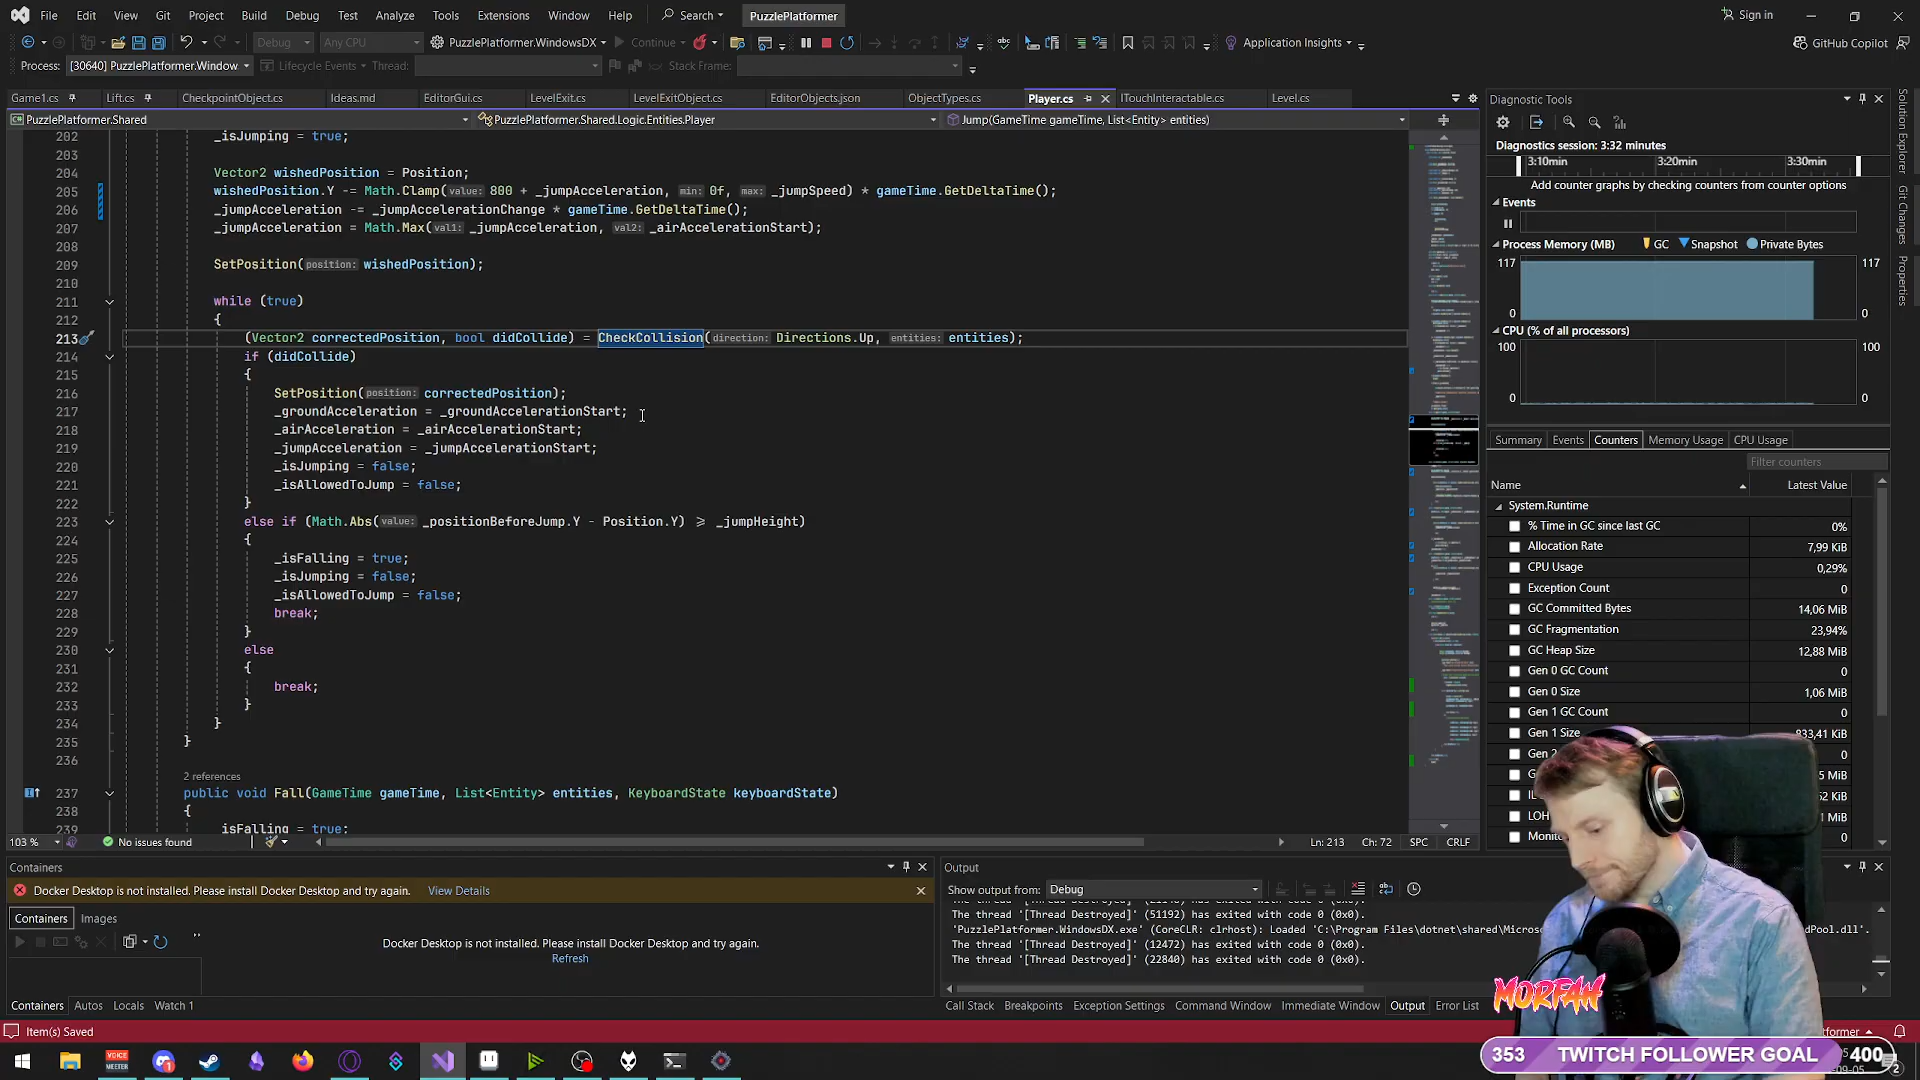 File Edit View Git Project Build Debug Test Analyze Tools Extensions Window Help Search PuzzlePlatformer Sign in
Debug Any CPU PuzzlePlatformer.WindowsDX Continue Application Insights GitHub Copilot
Process: [30640] PuzzlePlatformer.Window Lifecycle Events Thread: Stack Frame:
Game1.cs Lift.cs CheckpointObject.cs Ideas.md EditorGui.cs LevelExit.cs LevelExitObject.cs EditorObjects.json ObjectTypes.cs Player.cs ITouchInteractable.cs Level.cs
PuzzlePlatformer.Shared PuzzlePlatformer.Shared.Logic.Entities.Player Jump(GameTime gameTime, List<Entity> entities)
202 _isJumping = true;
203
204 Vector2 wishedPosition = Position;
205 wishedPosition.Y -= Math.Clamp(value: 800 + _jumpAcceleration, min: 0f, max: _jumpSpeed) * gameTime.GetDeltaTime();
206 _jumpAcceleration -= _jumpAccelerationChange * gameTime.GetDeltaTime();
207 _jumpAcceleration = Math.Max(val1: _jumpAcceleration, val2: _airAccelerationStart);
208
209 SetPosition(position: wishedPosition);
210
211 while (true)
212 {
213 (Vector2 correctedPosition, bool didCollide) = CheckCollision(direction: Directions.Up, entities: entities);
214 if (didCollide)
215 {
216 SetPosition(position: correctedPosition);
217 _groundAcceleration = _groundAccelerationStart;
218 _airAcceleration = _airAccelerationStart;
219 _jumpAcceleration = _jumpAccelerationStart;
220 _isJumping = false;
221 _isAllowedToJump = false;
222 }
223 else if (Math.Abs(value: _positionBeforeJump.Y - Position.Y) >= _jumpHeight)
224 {
225 _isFalling = true;
226 _isJumping = false;
227 _isAllowedToJump = false;
228 break;
229 }
230 else
231 {
232 break;
233 }
234 }
235 }
236
2 references
237 public void Fall(GameTime gameTime, List<Entity> entities, KeyboardState keyboardState)
238 {
239 isFalling = true;
103 % No issues found Ln: 213 Ch: 72 SPC CRLF
Diagnostic Tools
Diagnostics session: 3:32 minutes
3:10min 3:20min 3:30min
Add counter graphs by checking counters from counter options
Events
Process Memory (MB) GC Snapshot Private Bytes
117 117
0 0
CPU (% of all processors)
100 100
0 0
Summary Events Counters Memory Usage CPU Usage
Filter counters
Name Latest Value
System.Runtime
% Time in GC since last GC 0%
Allocation Rate 7,99 KiB
CPU Usage 0,29%
Exception Count 0
GC Committed Bytes 14,06 MiB
GC Fragmentation 23,94%
GC Heap Size 12,88 MiB
Gen 0 GC Count 0
Gen 0 Size 1,06 MiB
Gen 1 GC Count 0
Gen 1 Size 833,41 KiB
Solution Explorer
Git Changes
Properties
Containers
Docker Desktop is not installed. Please install Docker Desktop and try again. View Details
Containers Images
Docker Desktop is not installed. Please install Docker Desktop and try again.
Refresh
Containers Autos Locals Watch 1
Output
Show output from: Debug
The thread '[Thread Destroyed]' (51192) has exited with code 0 (0x0).
'PuzzlePlatformer.WindowsDX.exe' (CoreCLR: clrhost): Loaded 'C:\Program Files\dotnet\shared\Micros
The thread '[Thread Destroyed]' (12472) has exited with code 0 (0x0).
The thread '[Thread Destroyed]' (22840) has exited with code 0 (0x0).
Call Stack Breakpoints Exception Settings Command Window Immediate Window Output Error List
Item(s) Saved
MORFAH
353 TWITCH FOLLOWER GOAL 400